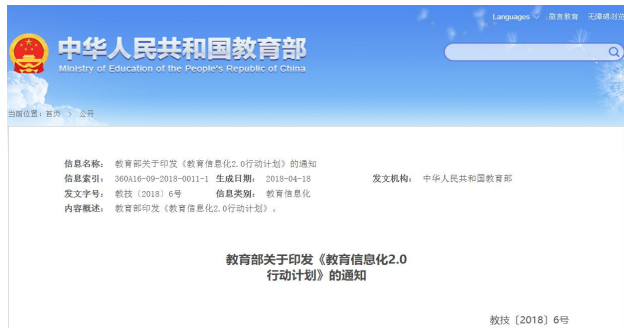 Languages 微言教育 无障碍浏览
中华人民共和国教育部
Ministry of Education of the People's Republic of China
当前位置：首页 > 公开
信息名称： 教育部关于印发《教育信息化2.0行动计划》的通知
信息索引： 360A16-09-2018-0011-1 生成日期： 2018-04-18 发文机构： 中华人民共和国教育部
发文字号： 教技〔2018〕6号 信息类别： 教育信息化
内容概述： 教育部印发《教育信息化2.0行动计划》。
教育部关于印发《教育信息化2.0
行动计划》的通知
教技〔2018〕6号